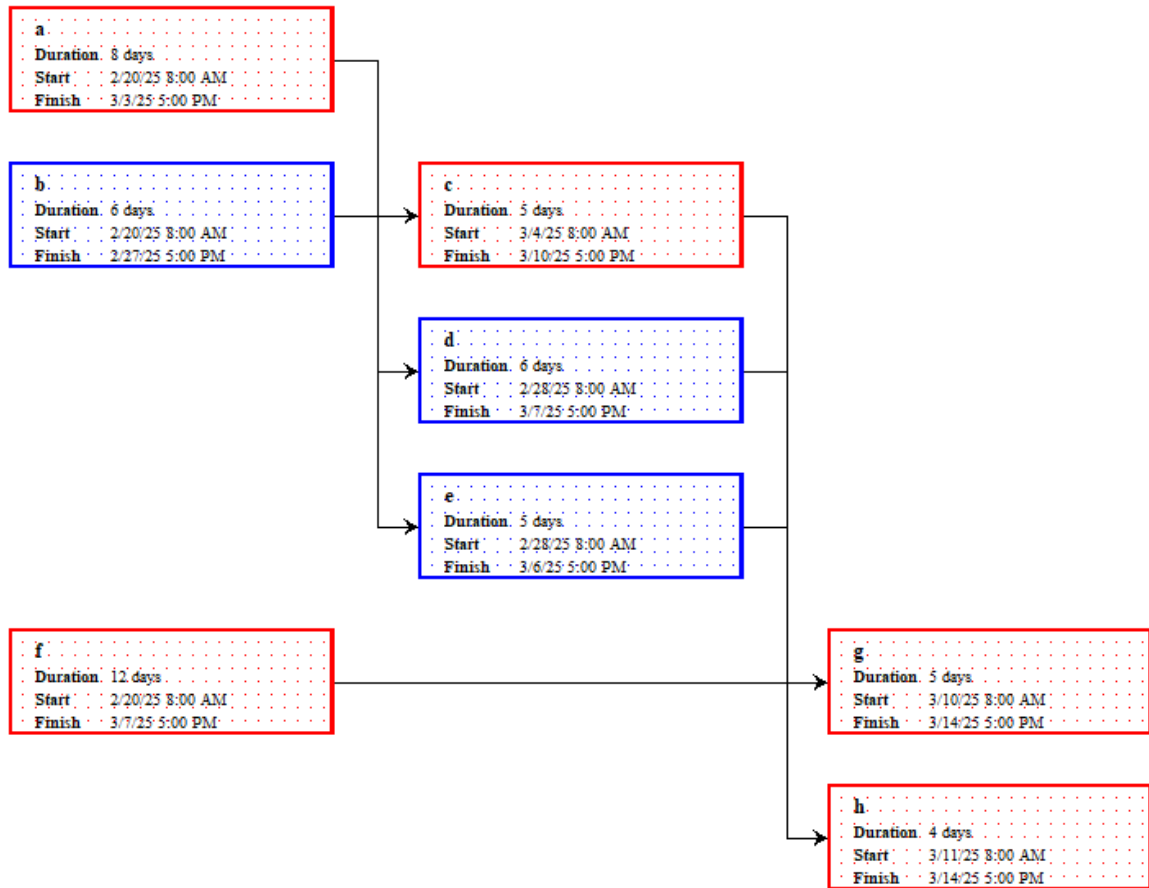 a
Duration 8 days
Start 2/20/25 8:00 AM
Finish 3/3/25 5:00 PM
b
Duration 6 days
Start 2/20/25 8:00 AM
Finish 2/27/25 5:00 PM
c
Duration 5 days
Start 3/4/25 8:00 AM
Finish 3/10/25 5:00 PM
d
Duration 6 days
Start 2/28/25 8:00 AM
Finish 3/7/25 5:00 PM
e
Duration 5 days
Start 2/28/25 8:00 AM
Finish 3/6/25 5:00 PM
f
Duration 12 days
Start 2/20/25 8:00 AM
Finish 3/7/25 5:00 PM
g
Duration 5 days
Start 3/10/25 8:00 AM
Finish 3/14/25 5:00 PM
h
Duration 4 days
Start 3/11/25 8:00 AM
Finish 3/14/25 5:00 PM